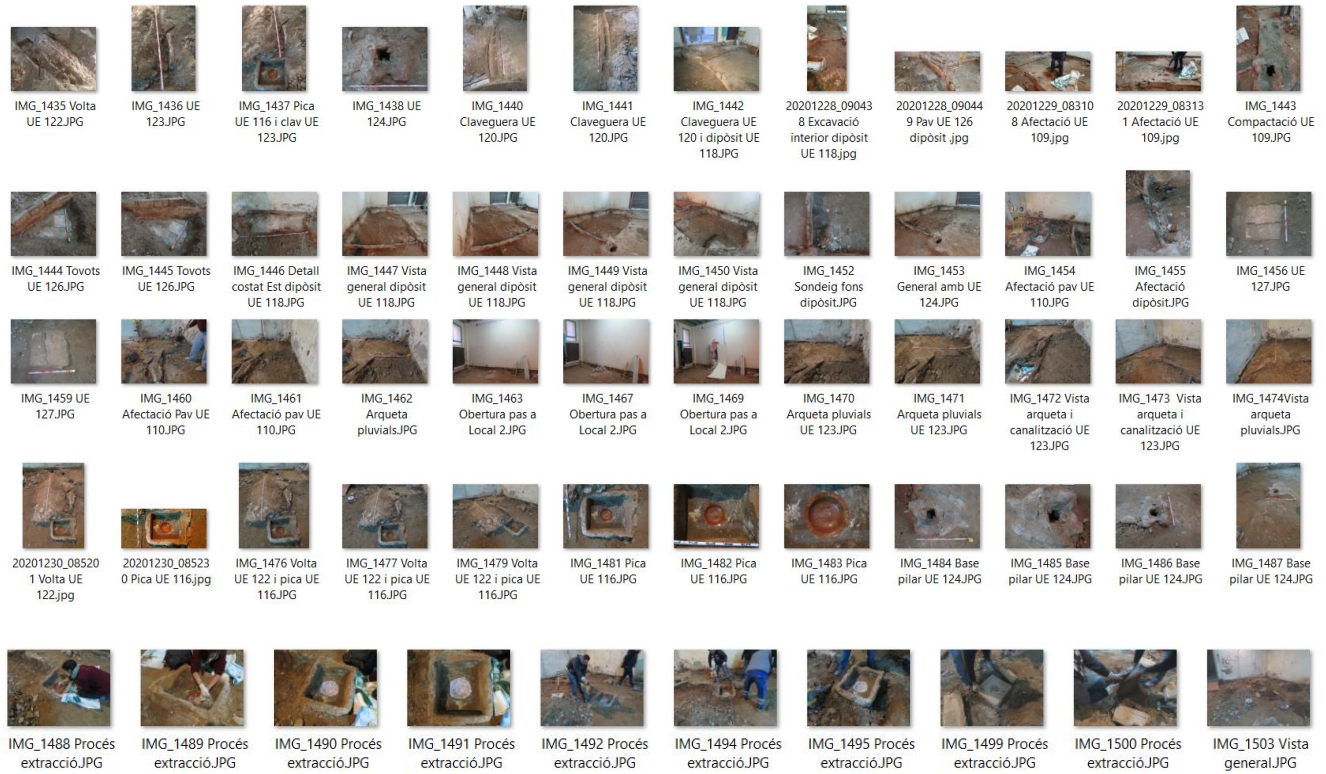 IMG_1435 Volta
UE 122.JPG
IMG_1436 UE
123.JPG
IMG_1437 Pica
UE 116 i clav UE
123.JPG
IMG_1438 UE
124.JPG
IMG_1440
Claveguera UE
120.JPG
IMG_1441
Claveguera UE
120.JPG
IMG_1442
Claveguera UE
120 i dipòsit UE
118.JPG
20201228_09043
8 Excavació
interior dipòsit
UE 118.jpg
20201228_09044
9 Pav UE 126
dipòsit .jpg
20201229_08310
8 Afectació UE
109.jpg
20201229_08313
1 Afectació UE
109.jpg
IMG_1443
Compactació UE
109.JPG
IMG_1444 Tovots
UE 126.JPG
IMG_1445 Tovots
UE 126.JPG
IMG_1446 Detall
costat Est dipòsit
UE 118.JPG
IMG_1447 Vista
general dipòsit
UE 118.JPG
IMG_1448 Vista
general dipòsit
UE 118.JPG
IMG_1449 Vista
general dipòsit
UE 118.JPG
IMG_1450 Vista
general dipòsit
UE 118.JPG
IMG_1452
Sondeig fons
dipòsit.JPG
IMG_1453
General amb UE
124.JPG
IMG_1454
Afectació pav UE
110.JPG
IMG_1455
Afectació
dipòsit.JPG
IMG_1456 UE
127.JPG
IMG_1459 UE
127.JPG
IMG_1460
Afectació Pav UE
110.JPG
IMG_1461
Afectació pav UE
110.JPG
IMG_1462
Arqueta
pluvials.JPG
IMG_1463
Obertura pas a
Local 2.JPG
IMG_1467
Obertura pas a
Local 2.JPG
IMG_1469
Obertura pas a
Local 2.JPG
IMG_1470
Arqueta pluvials
UE 123.JPG
IMG_1471
Arqueta pluvials
UE 123.JPG
IMG_1472 Vista
arqueta i
canalització UE
123.JPG
IMG_1473  Vista
arqueta i
canalització UE
123.JPG
IMG_1474Vista
arqueta
pluvials.JPG
20201230_08520
1 Volta UE
122.jpg
20201230_08523
0 Pica UE 116.jpg
IMG_1476 Volta
UE 122 i pica UE
116.JPG
IMG_1477 Volta
UE 122 i pica UE
116.JPG
IMG_1479 Volta
UE 122 i pica UE
116.JPG
IMG_1481 Pica
UE 116.JPG
IMG_1482 Pica
UE 116.JPG
IMG_1483 Pica
UE 116.JPG
IMG_1484 Base
pilar UE 124.JPG
IMG_1485 Base
pilar UE 124.JPG
IMG_1486 Base
pilar UE 124.JPG
IMG_1487 Base
pilar UE 124.JPG
IMG_1488 Procés
extracció.JPG
IMG_1489 Procés
extracció.JPG
IMG_1490 Procés
extracció.JPG
IMG_1491 Procés
extracció.JPG
IMG_1492 Procés
extracció.JPG
IMG_1494 Procés
extracció.JPG
IMG_1495 Procés
extracció.JPG
IMG_1499 Procés
extracció.JPG
IMG_1500 Procés
extracció.JPG
IMG_1503 Vista
general.JPG